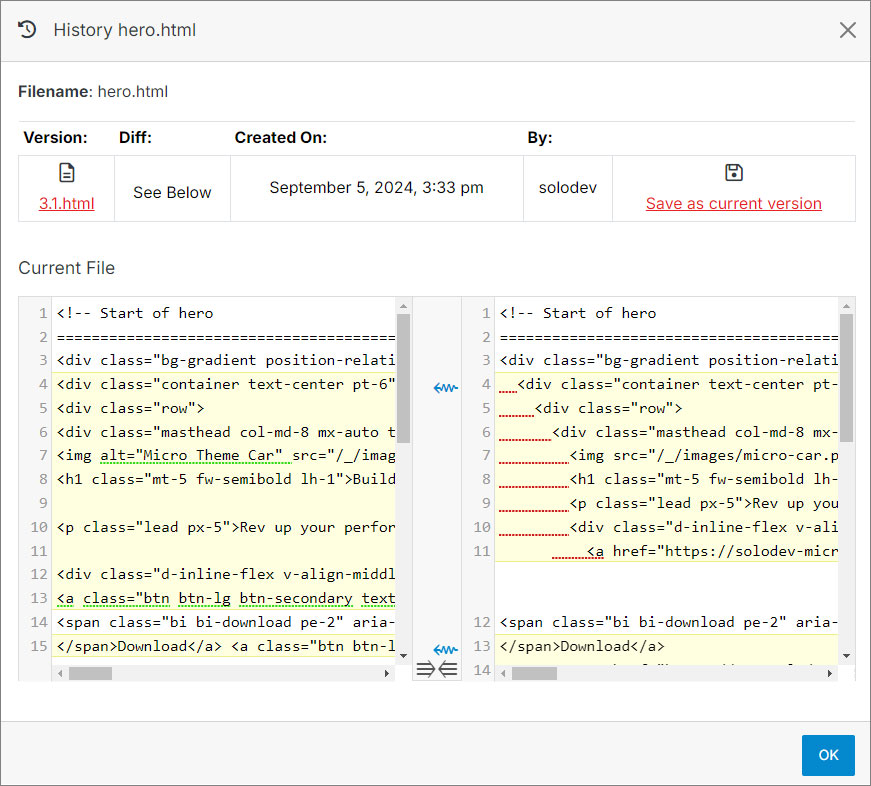 History hero.html
Filename: hero.html
Version: Diff: Created On: By:
3.1.html See Below September 5, 2024, 3:33 pm solodev Save as current version
Current File
1 <!-- Start of hero
2 =======================================
3 <div class="bg-gradient position-relati
4 <div class="container text-center pt-6"
5 <div class="row">
6 <div class="masthead col-md-8 mx-auto t
7 <img alt="Micro Theme Car" src="/_/imag
8 <h1 class="mt-5 fw-semibold lh-1">Build
9
10 <p class="lead px-5">Rev up your perfor
11
12 <div class="d-inline-flex v-align-middl
13 <a class="btn btn-lg btn-secondary text
14 <span class="bi bi-download pe-2" aria-
15 </span>Download</a> <a class="btn btn-l
1 <!-- Start of hero
2 =======================================
3 <div class="bg-gradient position-relati
4 <div class="container text-center pt-
5 <div class="row">
6 <div class="masthead col-md-8 mx-
7 <img src="/_/images/micro-car.p
8 <h1 class="mt-5 fw-semibold lh-
9 <p class="lead px-5">Rev up you
10 <div class="d-inline-flex v-ali
11 <a href="https://solodev-micr
12 <span class="bi bi-download pe-2" aria-
13 </span>Download</a>
14
OK